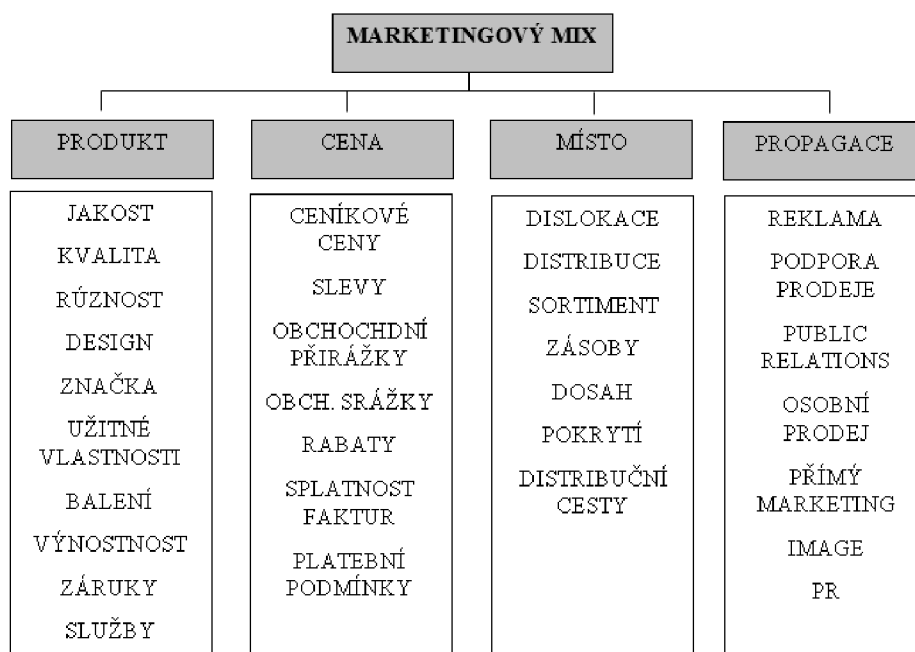 MARKETINGOVÝ MIX
PRODUKT
CENA
MÍSTO
PROPAGACE
JAKOST
KVALITA
RÚZNOST
DESIGN
ZNAČKA
UŽITNÉ
VLASTNOSTI
BALENÍ
VÝNOSTNOST
ZÁRUKY
SLUŽBY
CENÍKOVÉ
CENY
SLEVY
OBCHOCHDNÍ
PŘIRÁŽKY
OBCH. SRÁŽKY
RABATY
SPLATNOST
FAKTUR
PLATEBNÍ
PODMÍNKY
DISLOKACE
DISTRIBUCE
SORTIMENT
ZÁSOBY
DOSAH
POKRYTÍ
DISTRIBUČNÍ
CESTY
REKLAMA
PODPORA
PRODEJE
PUBLIC
RELATIONS
OSOBNÍ
PRODEJ
PŘÍMÝ
MARKETING
IMAGE
PR